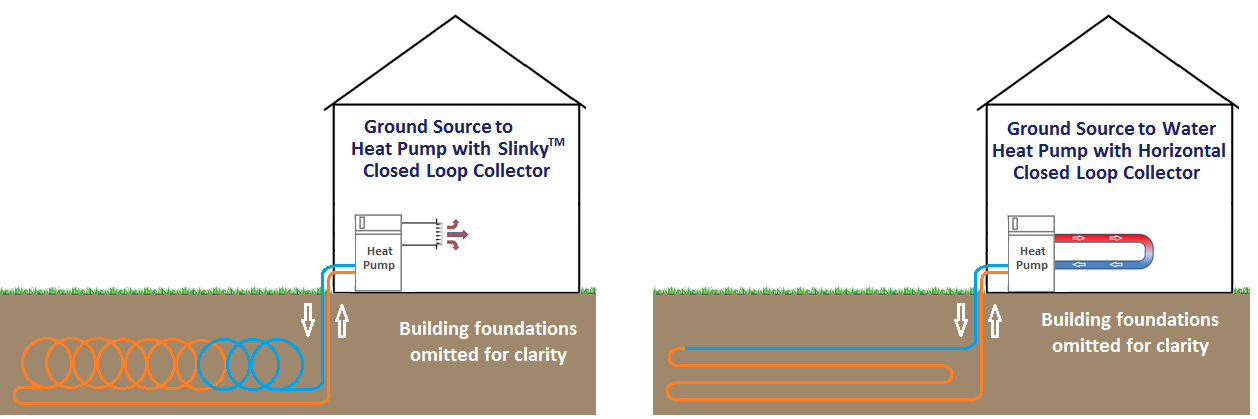 Ground Source to
Heat Pump with Slinky™
Closed Loop Collector
Heat
Pump
Building foundations
omitted for clarity
Ground Source to Water
Heat Pump with Horizontal
Closed Loop Collector
Heat
Pump
Building foundations
omitted for clarity